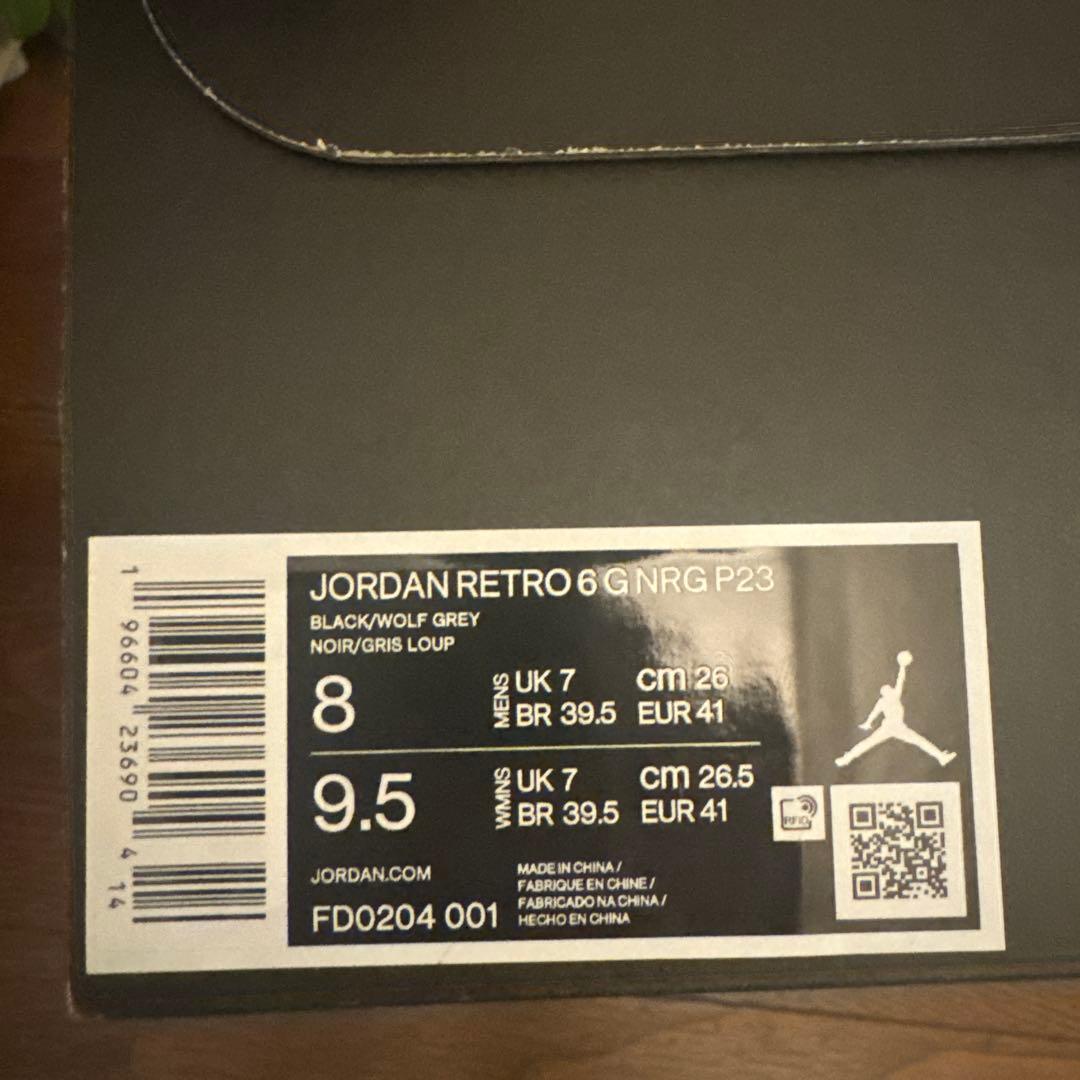 1 96604 23690 4 14
JORDAN RETRO 6 G NRG P23
BLACK/WOLF GREY
NOIR/GRIS LOUP
8 MENS UK 7 cm 26
BR 39.5 EUR 41
9.5 WMNS UK 7 cm 26.5
BR 39.5 EUR 41
RFID
JORDAN.COM
FD0204 001
MADE IN CHINA /
FABRIQUE EN CHINE /
FABRICADO NA CHINA /
HECHO EN CHINA